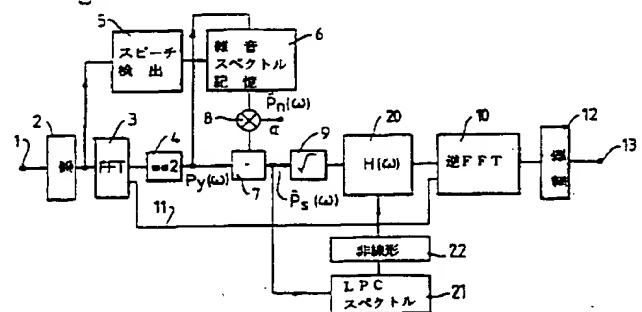 5
スピーチ
検出
雑音
スペクトル
記憶
6
P̂n(ω)
8
α
1
2
3
FFT
4
7
-
Py(ω)
P̂s(ω)
9
√
20
H(ω)
10
逆FFT
12
13
11
非線形
22
LPC
スペクトル
21